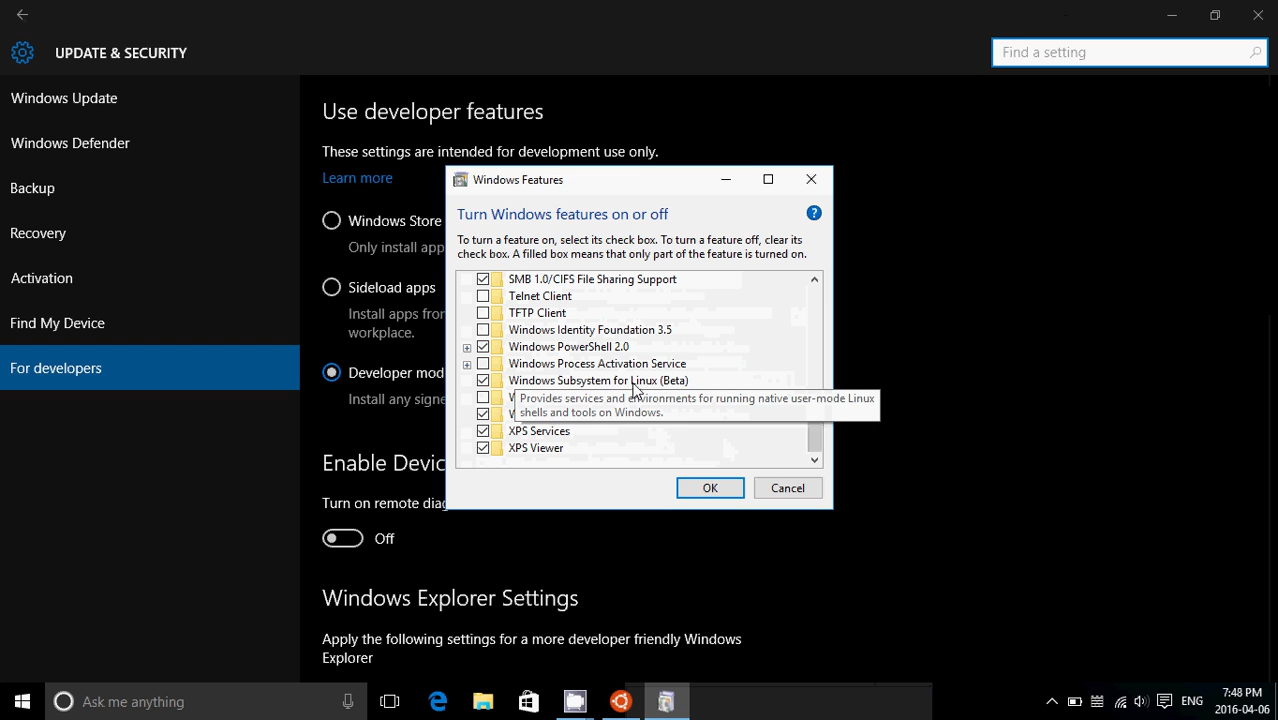 UPDATE & SECURITY
Find a setting
Windows Update
Windows Defender
Backup
Recovery
Activation
Find My Device
For developers
Use developer features
These settings are intended for development use only.
Learn more
Windows Store
Only install app
Sideload apps
Install apps from
workplace.
Developer mod
Install any signe
Enable Devic
Turn on remote diag
Off
Windows Explorer Settings
Apply the following settings for a more developer friendly Windows
Explorer
Windows Features
Turn Windows features on or off
?
To turn a feature on, select its check box. To turn a feature off, clear its
check box. A filled box means that only part of the feature is turned on.
SMB 1.0/CIFS File Sharing Support
Telnet Client
TFTP Client
Windows Identity Foundation 3.5
Windows PowerShell 2.0
Windows Process Activation Service
Windows Subsystem for Linux (Beta)
Provides services and environments for running native user-mode Linux
shells and tools on Windows.
XPS Services
XPS Viewer
OK
Cancel
Ask me anything
ENG
7:48 PM
2016-04-06